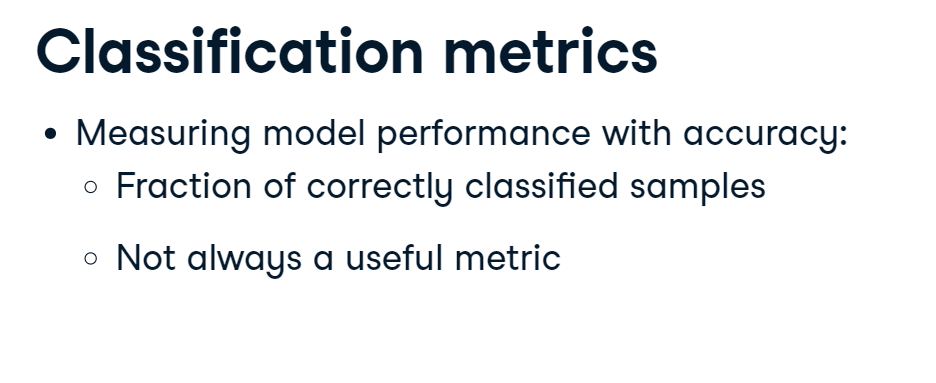 Classification metrics
• Measuring model performance with accuracy:
○ Fraction of correctly classified samples
○ Not always a useful metric